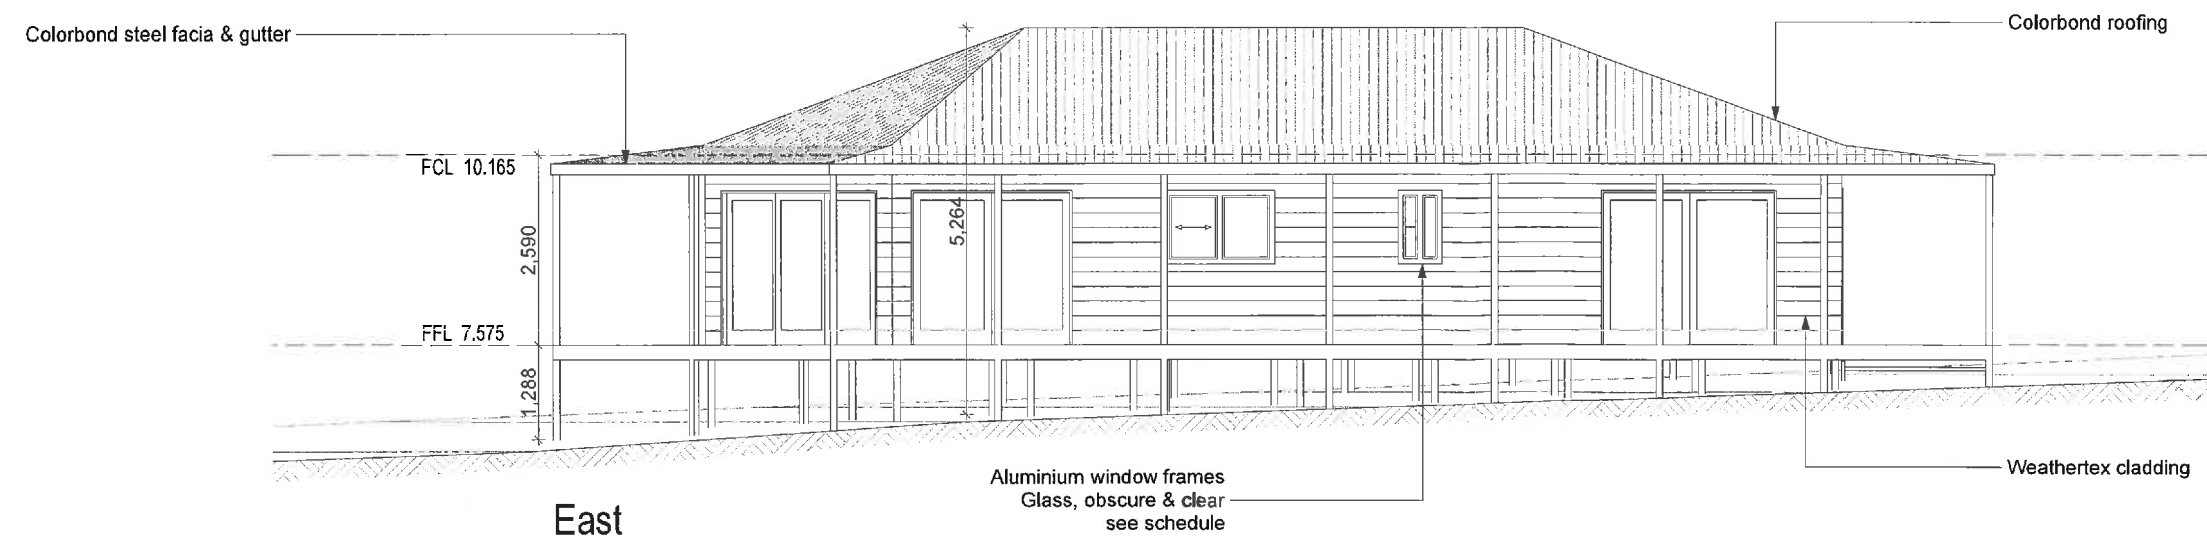 Colorbond steel facia & gutter
Colorbond roofing
FCL 10.165
2,590
5,264
FFL 7.575
1,288
Aluminium window frames
Glass, obscure & clear
see schedule
Weathertex cladding
East